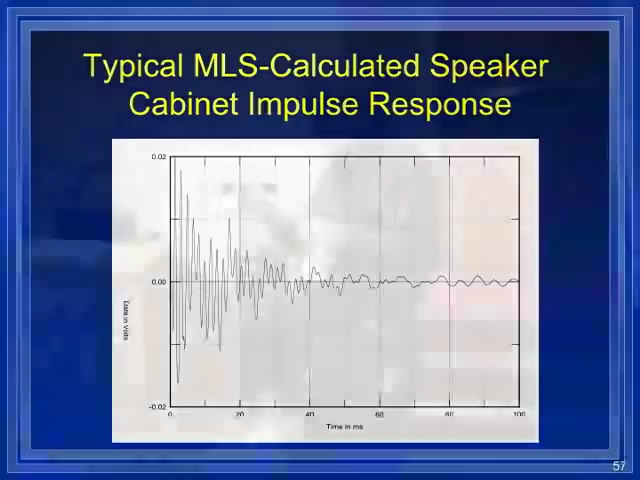 Typical MLS-Calculated Speaker
Cabinet Impulse Response
0.02
0.00
-0.02
Data in Volts
0 20 40 60 80 100
Time in ms
57